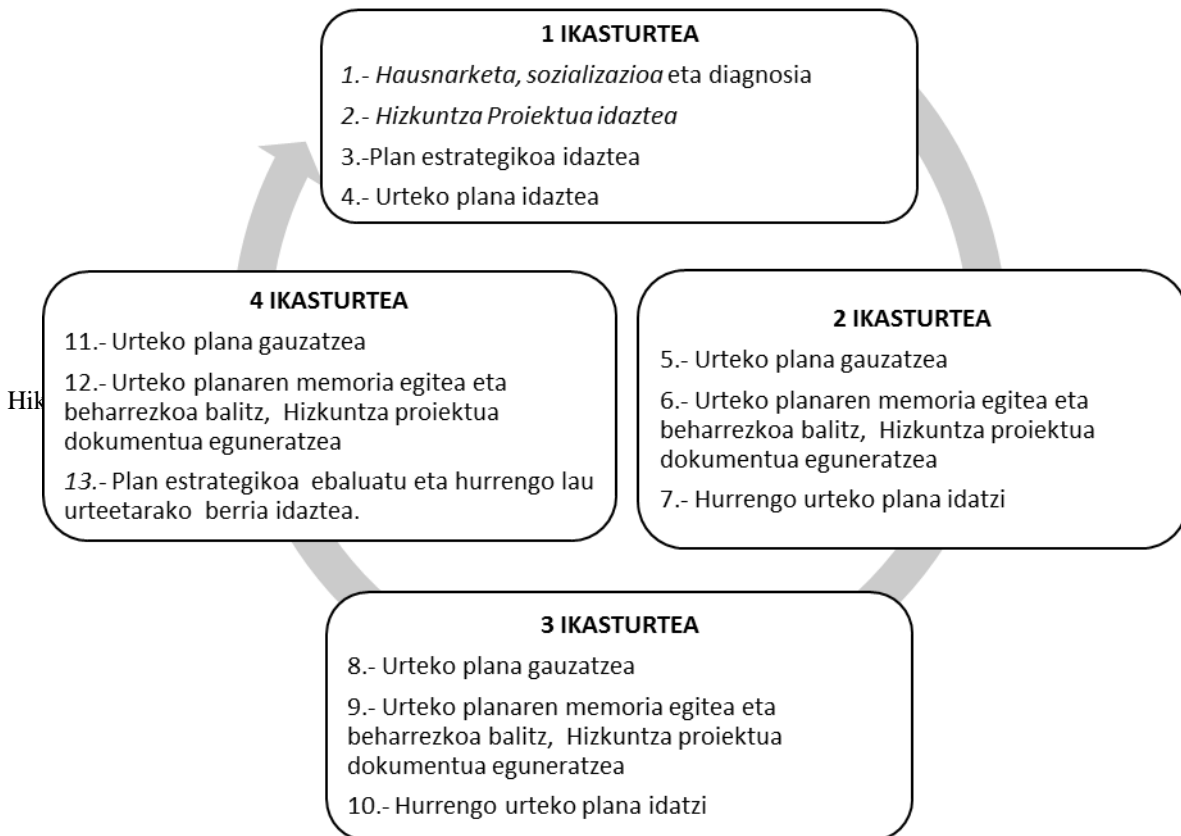 1 IKASTURTEA
1.- Hausnarketa, sozializazioa eta diagnosia
2.- Hizkuntza Proiektua idaztea
3.-Plan estrategikoa idaztea
4.- Urteko plana idaztea
2 IKASTURTEA
5.- Urteko plana gauzatzea
6.- Urteko planaren memoria egitea eta
beharrezkoa balitz, Hizkuntza proiektua
dokumentua eguneratzea
7.- Hurrengo urteko plana idatzi
3 IKASTURTEA
8.- Urteko plana gauzatzea
9.- Urteko planaren memoria egitea eta
beharrezkoa balitz, Hizkuntza proiektua
dokumentua eguneratzea
10.- Hurrengo urteko plana idatzi
4 IKASTURTEA
11.- Urteko plana gauzatzea
12.- Urteko planaren memoria egitea eta
beharrezkoa balitz, Hizkuntza proiektua
dokumentua eguneratzea
13.- Plan estrategikoa ebaluatu eta hurrengo lau
urteetarako berria idaztea.